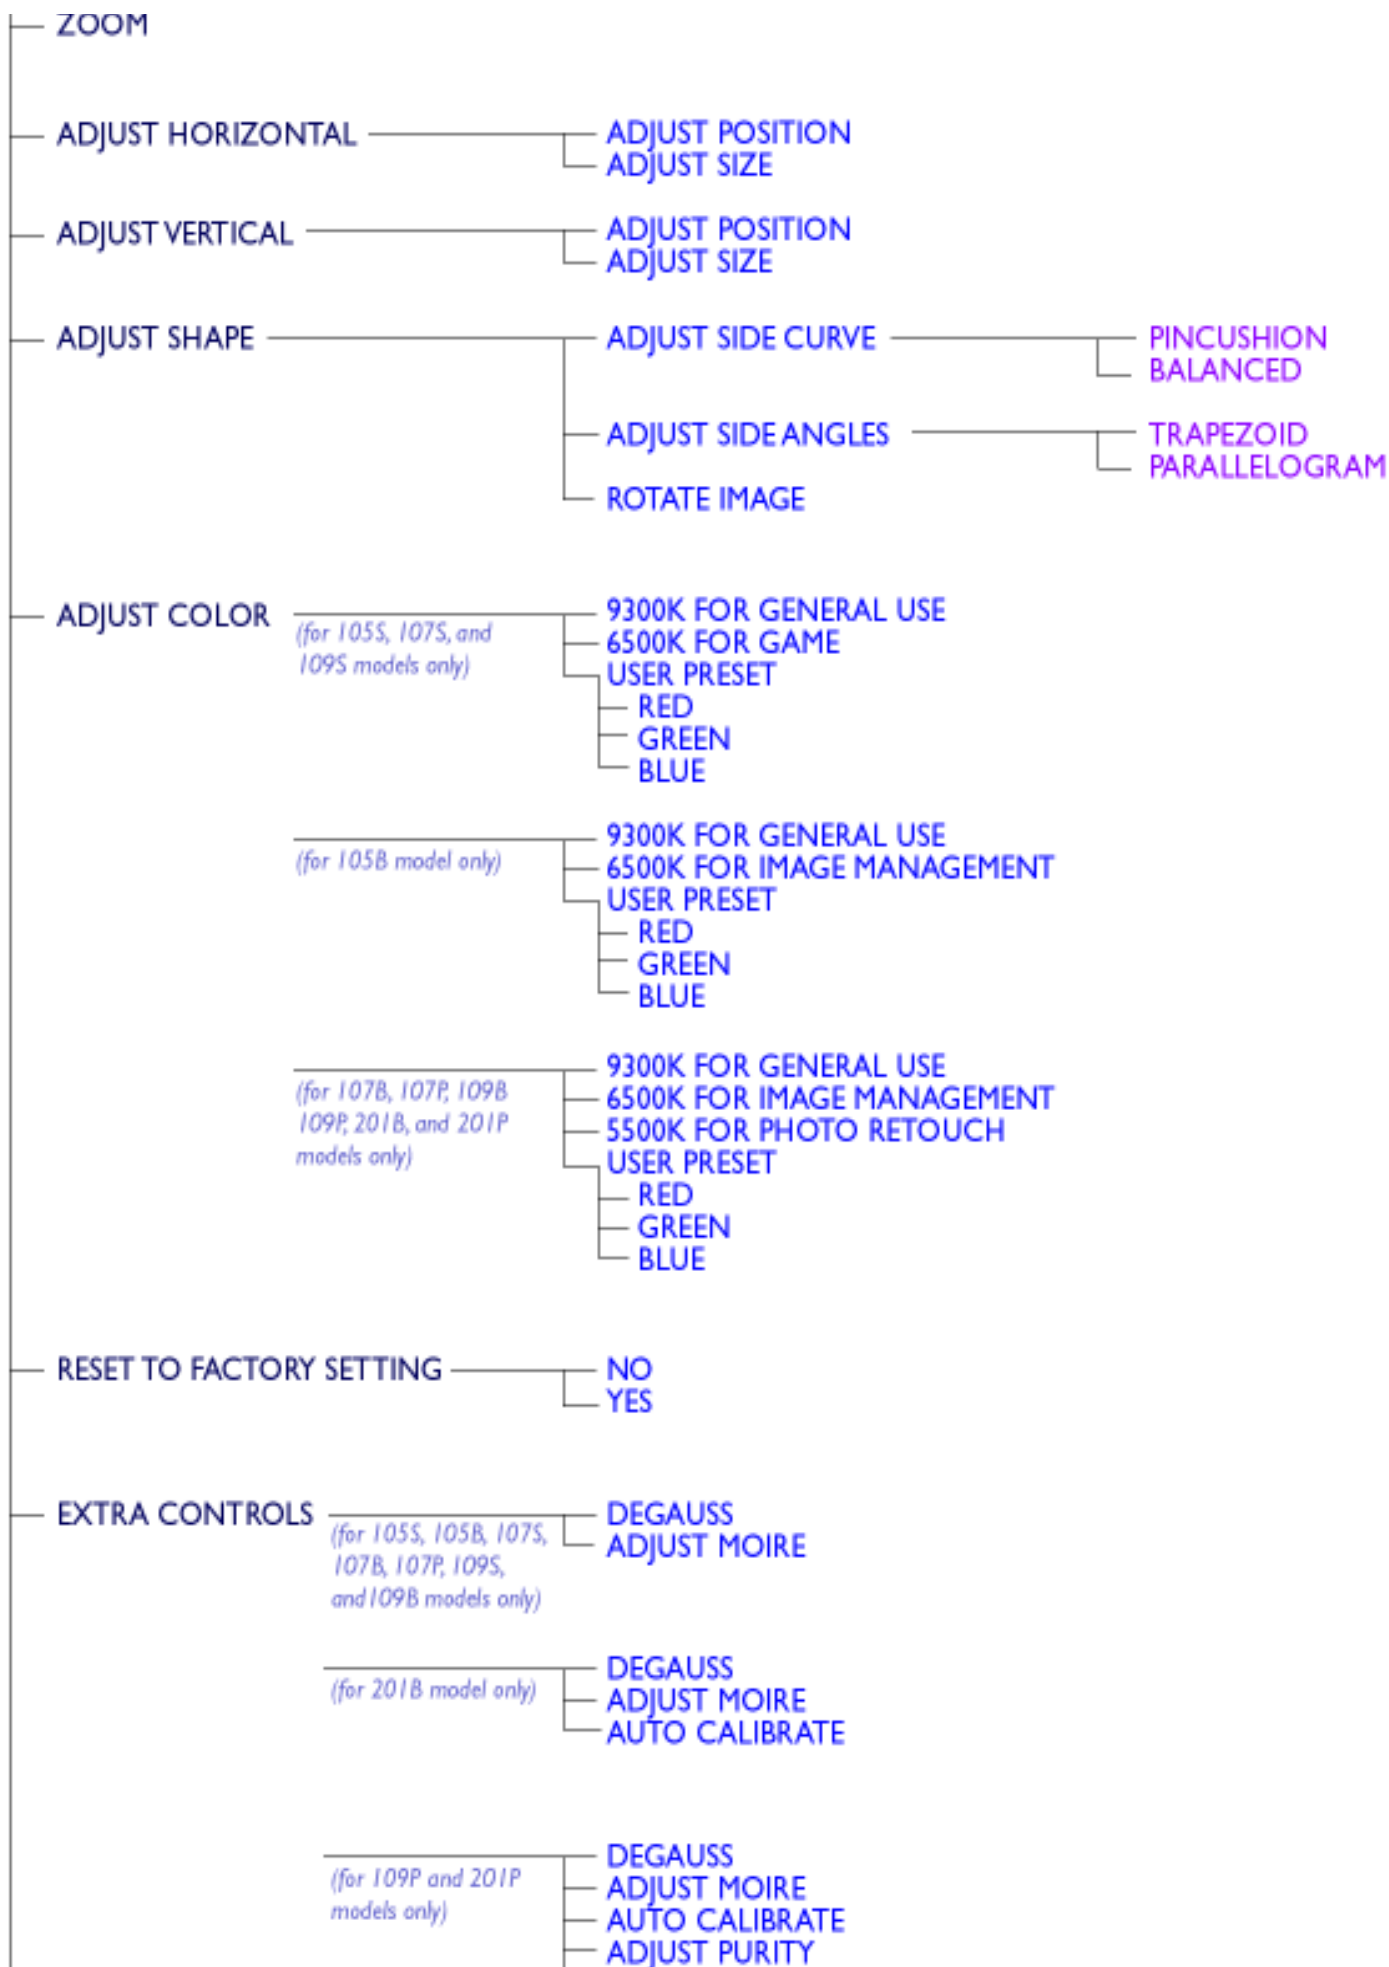 ZOOM
ADJUST HORIZONTAL
ADJUST POSITION
ADJUST SIZE
ADJUST VERTICAL
ADJUST POSITION
ADJUST SIZE
ADJUST SHAPE
ADJUST SIDE CURVE
PINCUSHION
BALANCED
ADJUST SIDE ANGLES
TRAPEZOID
PARALLELOGRAM
ROTATE IMAGE
ADJUST COLOR
(for 105S, 107S, and
109S models only)
9300K FOR GENERAL USE
6500K FOR GAME
USER PRESET
RED
GREEN
BLUE
(for 105B model only)
9300K FOR GENERAL USE
6500K FOR IMAGE MANAGEMENT
USER PRESET
RED
GREEN
BLUE
(for 107B, 107P, 109B
109P, 201B, and 201P
models only)
9300K FOR GENERAL USE
6500K FOR IMAGE MANAGEMENT
5500K FOR PHOTO RETOUCH
USER PRESET
RED
GREEN
BLUE
RESET TO FACTORY SETTING
NO
YES
EXTRA CONTROLS
(for 105S, 105B, 107S,
107B, 107P, 109S,
and109B models only)
DEGAUSS
ADJUST MOIRE
(for 201B model only)
DEGAUSS
ADJUST MOIRE
AUTO CALIBRATE
(for 109P and 201P
models only)
DEGAUSS
ADJUST MOIRE
AUTO CALIBRATE
ADJUST PURITY